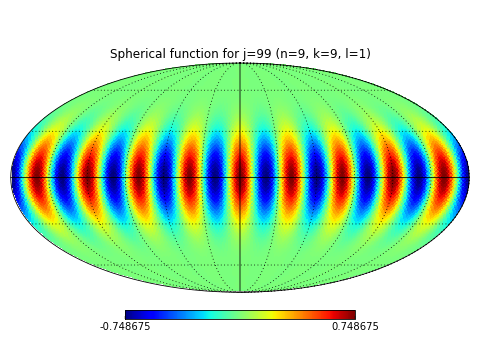 Spherical function for j=99 (n=9, k=9, l=1)
-0.748675 0.748675